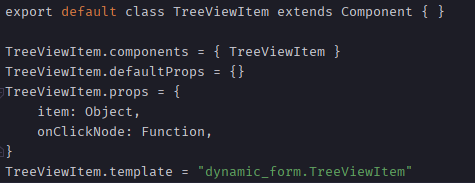 export default class TreeViewItem extends Component { }
TreeViewItem.components = { TreeViewItem }
TreeViewItem.defaultProps = {}
TreeViewItem.props = {
    item: Object,
    onClickNode: Function,
}
TreeViewItem.template = "dynamic_form.TreeViewItem"